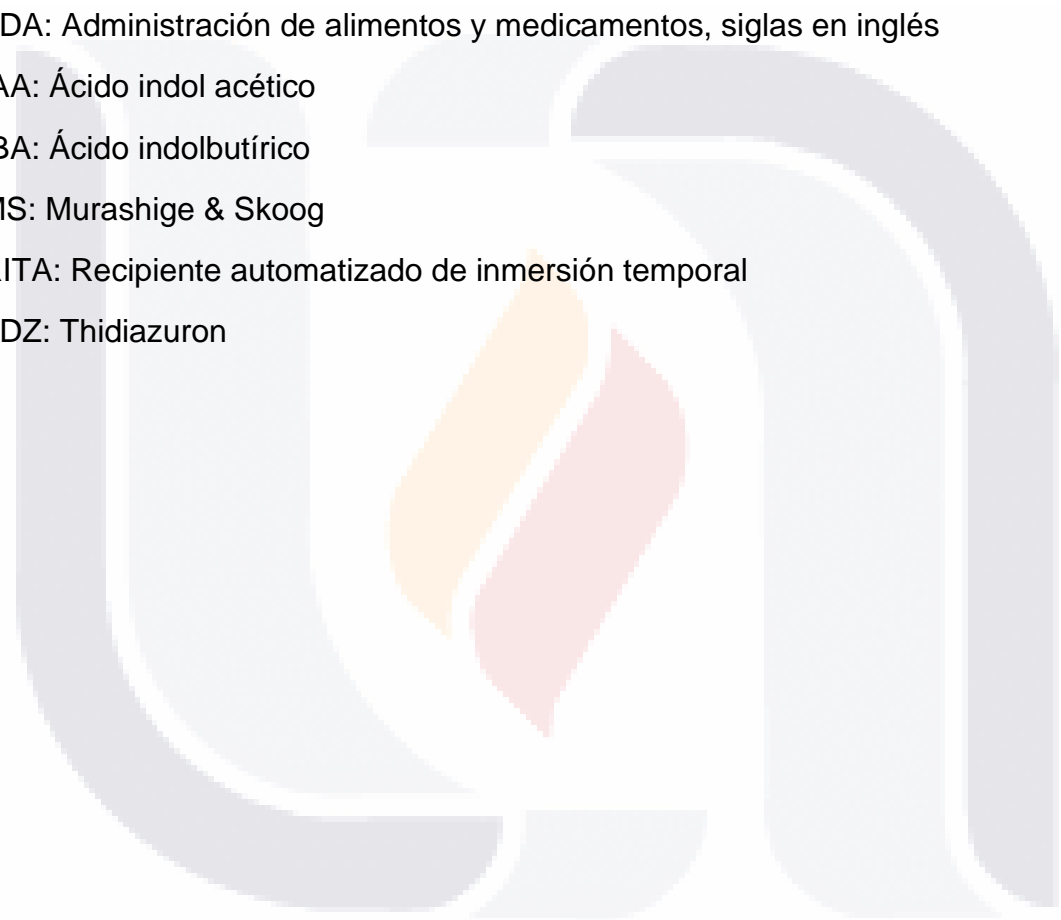 DA: Administración de alimentos y medicamentos, siglas en inglés
AA: Ácido indol acético
BA: Ácido indolbutírico
MS: Murashige & Skoog
ITA: Recipiente automatizado de inmersión temporal
DZ: Thidiazuron